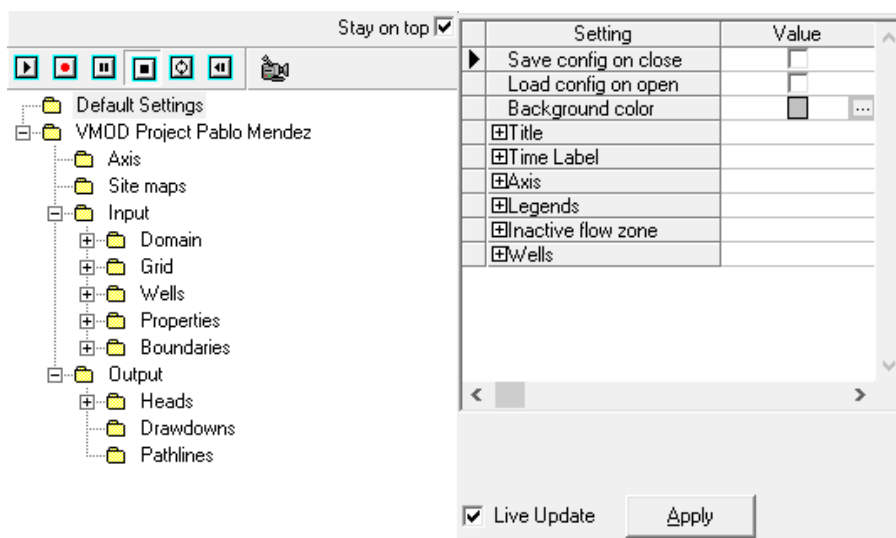 Stay on top
Default Settings
VMOD Project Pablo Mendez
Axis
Site maps
Input
Domain
Grid
Wells
Properties
Boundaries
Output
Heads
Drawdowns
Pathlines
Setting Value
Save config on close
Load config on open
Background color ...
Title
Time Label
Axis
Legends
Inactive flow zone
Wells
Live Update Apply